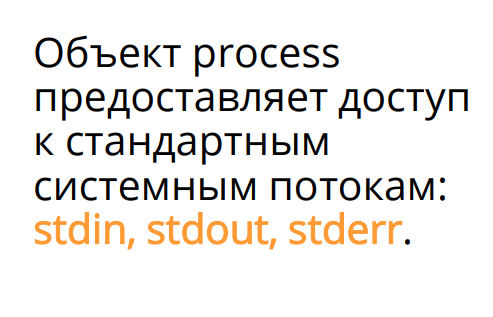 Объект process
предоставляет доступ
к стандартным
системным потокам:
stdin, stdout, stderr.